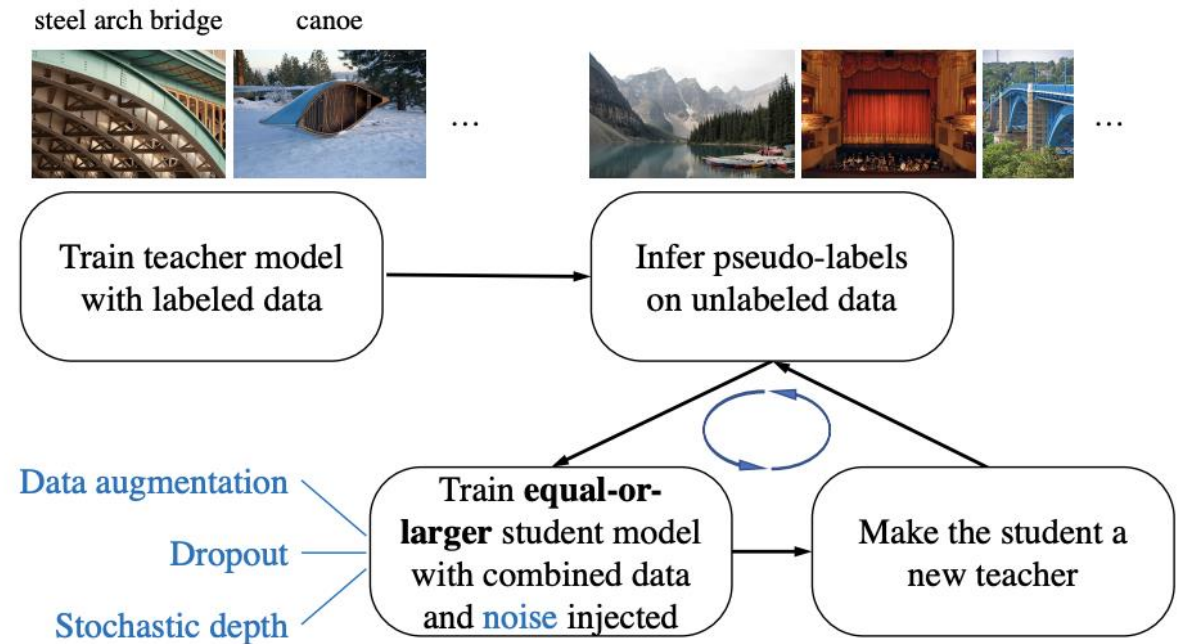 steel arch bridge
canoe
...
...
Train teacher model
with labeled data
Infer pseudo-labels
on unlabeled data
Data augmentation
Dropout
Stochastic depth
Train equal-or-
larger student model
with combined data
and noise injected
Make the student a
new teacher